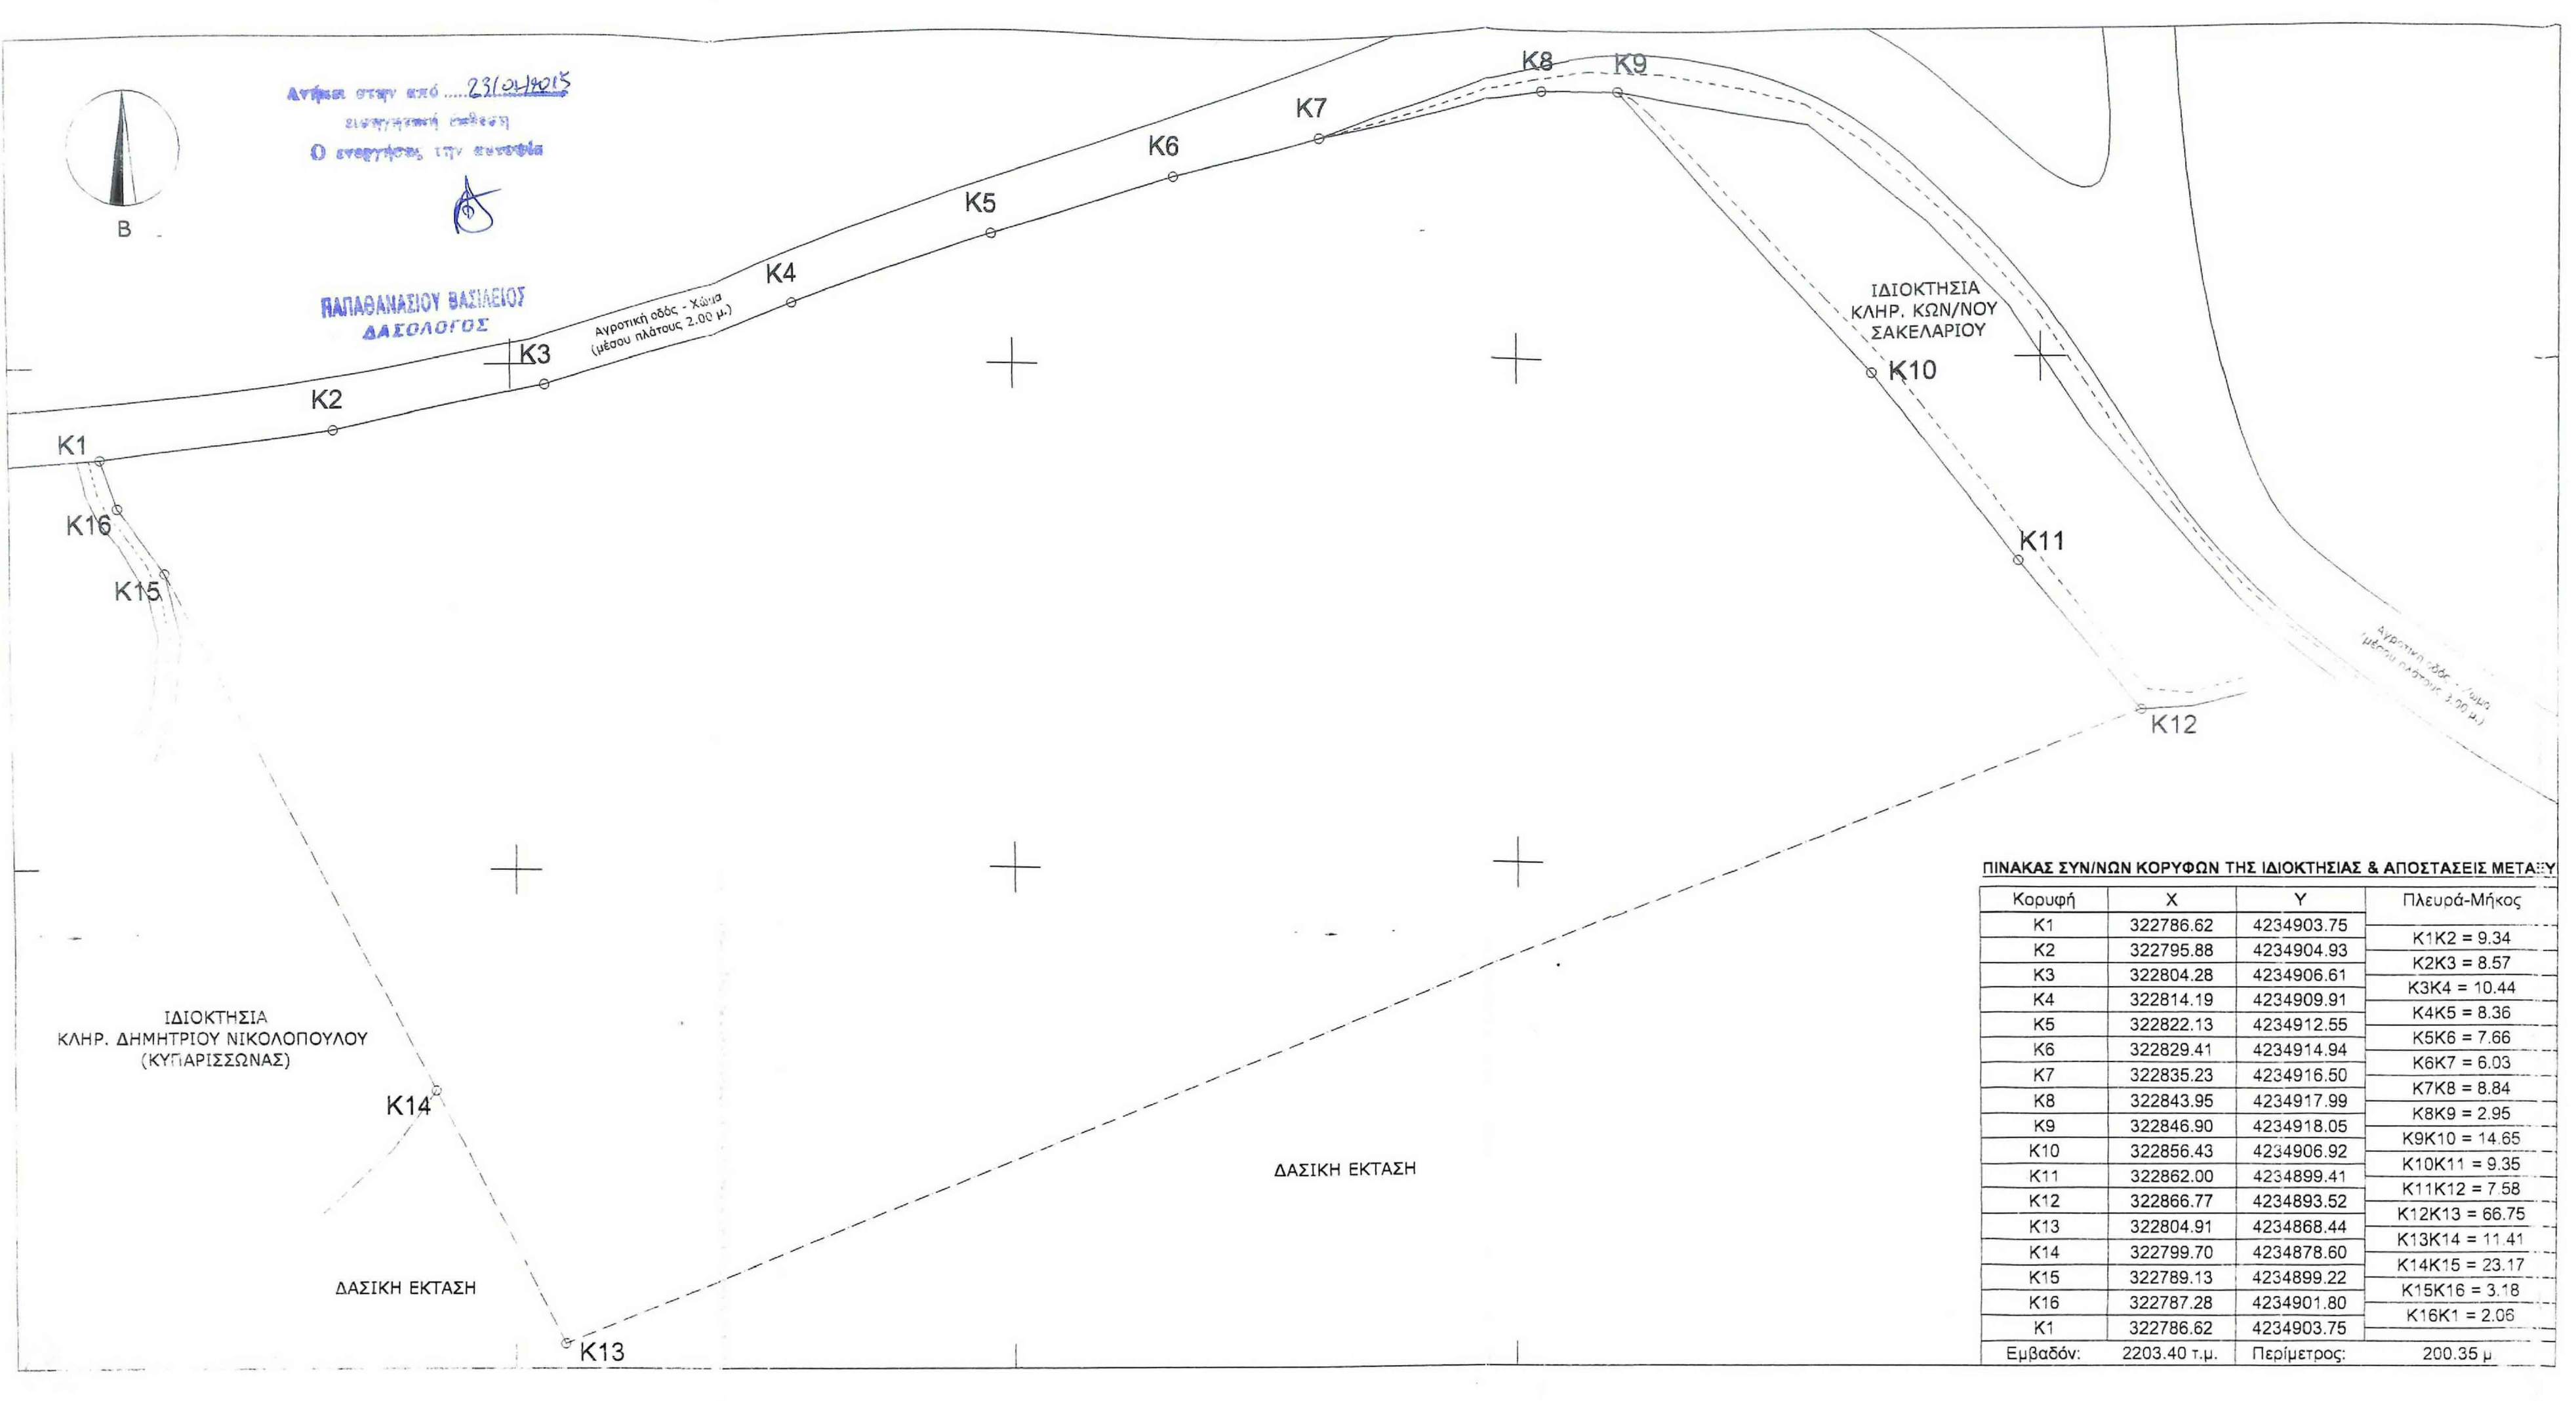 Ανήκει στην από ..... 23/01/2015
εισηγητική έκθεση
Ο ενεργήσας την αυτοψία
Β
ΠΑΠΑΘΑΝΑΣΙΟΥ ΒΑΣΙΛΕΙΟΣ
ΔΑΣΟΛΟΓΟΣ
Κ1
Κ2
Κ3
Κ4
Κ5
Κ6
Κ7
Κ8
Κ9
Κ10
Κ11
Κ12
Κ13
Κ14
Κ15
Κ16
Αγροτική οδός - Χώμα
(μέσου πλάτους 2.00 μ.)
ΙΔΙΟΚΤΗΣΙΑ
ΚΛΗΡ. ΚΩΝ/ΝΟΥ
ΣΑΚΕΛΑΡΙΟΥ
Αγροτική οδός - Χώμα
(μέσου πλάτους 3.00 μ.)
ΙΔΙΟΚΤΗΣΙΑ
ΚΛΗΡ. ΔΗΜΗΤΡΙΟΥ ΝΙΚΟΛΟΠΟΥΛΟΥ
(ΚΥΠΑΡΙΣΣΩΝΑΣ)
ΔΑΣΙΚΗ ΕΚΤΑΣΗ
ΔΑΣΙΚΗ ΕΚΤΑΣΗ
ΠΙΝΑΚΑΣ ΣΥΝ/ΝΩΝ ΚΟΡΥΦΩΝ ΤΗΣ ΙΔΙΟΚΤΗΣΙΑΣ & ΑΠΟΣΤΑΣΕΙΣ ΜΕΤΑΞΥ
Κορυφή X Y Πλευρά-Μήκος
Κ1 322786.62 4234903.75
Κ1Κ2 = 9.34
Κ2 322795.88 4234904.93
Κ2Κ3 = 8.57
Κ3 322804.28 4234906.61
Κ3Κ4 = 10.44
Κ4 322814.19 4234909.91
Κ4Κ5 = 8.36
Κ5 322822.13 4234912.55
Κ5Κ6 = 7.66
Κ6 322829.41 4234914.94
Κ6Κ7 = 6.03
Κ7 322835.23 4234916.50
Κ7Κ8 = 8.84
Κ8 322843.95 4234917.99
Κ8Κ9 = 2.95
Κ9 322846.90 4234918.05
Κ9Κ10 = 14.65
Κ10 322856.43 4234906.92
Κ10Κ11 = 9.35
Κ11 322862.00 4234899.41
Κ11Κ12 = 7.58
Κ12 322866.77 4234893.52
Κ12Κ13 = 66.75
Κ13 322804.91 4234868.44
Κ13Κ14 = 11.41
Κ14 322799.70 4234878.60
Κ14Κ15 = 23.17
Κ15 322789.13 4234899.22
Κ15Κ16 = 3.18
Κ16 322787.28 4234901.80
Κ16Κ1 = 2.06
Κ1 322786.62 4234903.75
Εμβαδόν: 2203.40 τ.μ. Περίμετρος: 200.35 μ